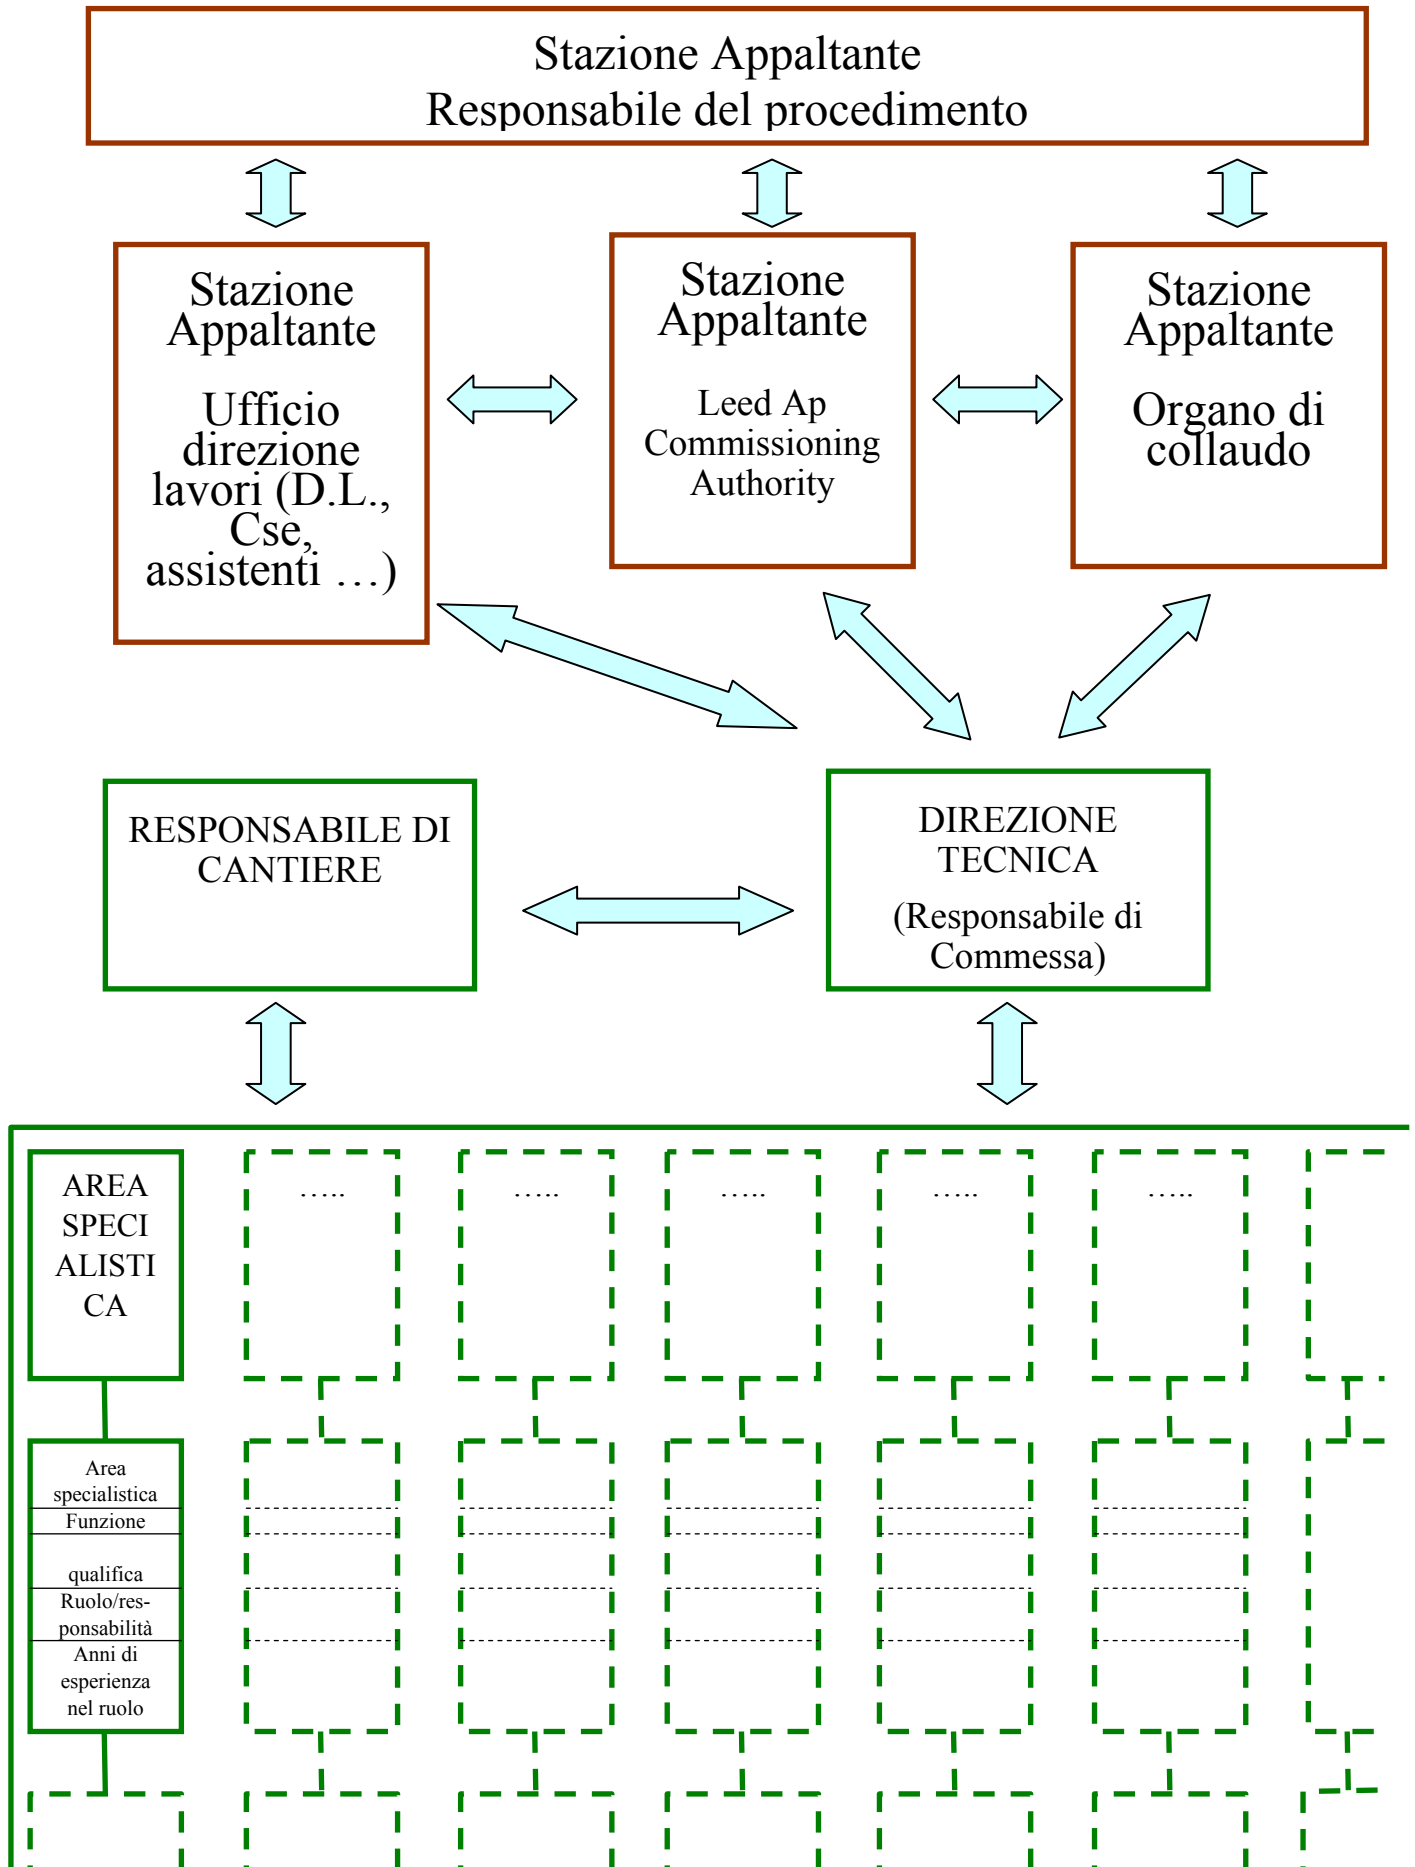 Stazione Appaltante
Responsabile del procedimento
Stazione
Appaltante
Ufficio
direzione
lavori (D.L.,
Cse,
assistenti …)
Stazione
Appaltante
Leed Ap
Commissioning
Authority
Stazione
Appaltante
Organo di
collaudo
RESPONSABILE DI
CANTIERE
DIREZIONE
TECNICA
(Responsabile di
Commessa)
AREA
SPECI
ALISTI
CA
…..
…..
…..
…..
…..
Area
specialistica
Funzione
qualifica
Ruolo/res-
ponsabilità
Anni di
esperienza
nel ruolo